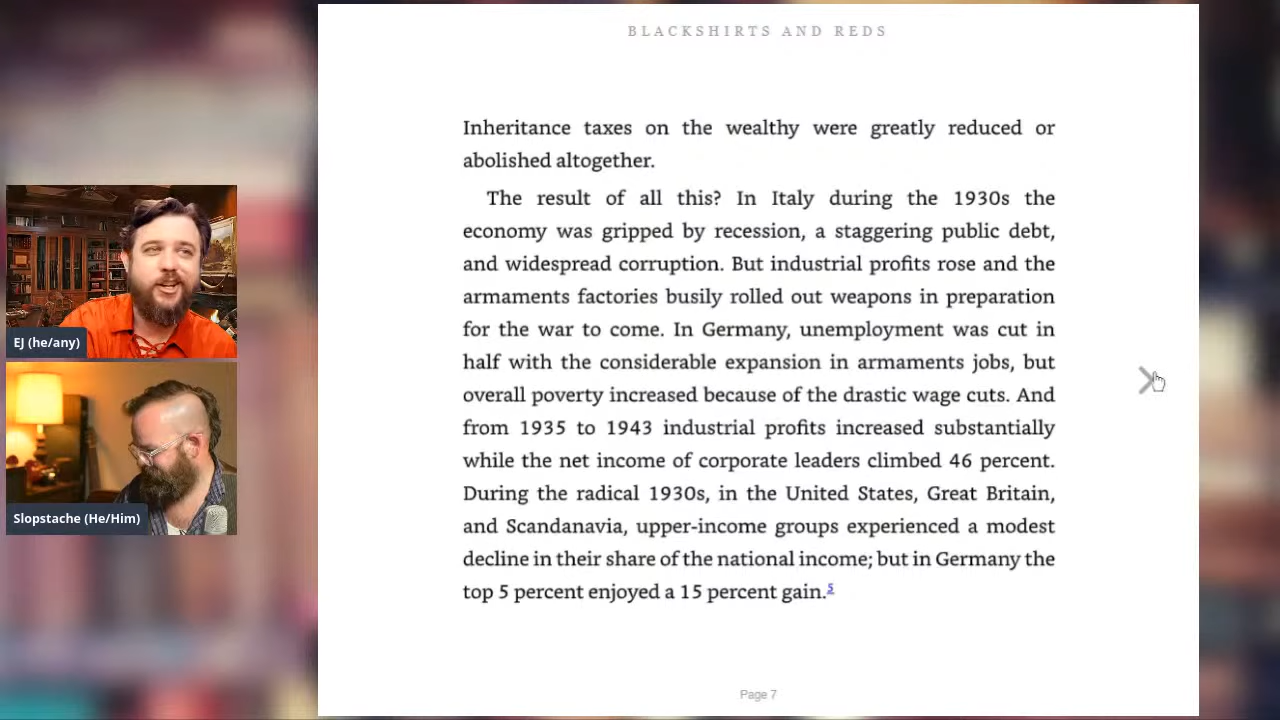 BLACKSHIRTS AND REDS
Inheritance taxes on the wealthy were greatly reduced or
abolished altogether.
The result of all this? In Italy during the 1930s the
economy was gripped by recession, a staggering public debt,
and widespread corruption. But industrial profits rose and the
armaments factories busily rolled out weapons in preparation
for the war to come. In Germany, unemployment was cut in
half with the considerable expansion in armaments jobs, but
overall poverty increased because of the drastic wage cuts. And
from 1935 to 1943 industrial profits increased substantially
while the net income of corporate leaders climbed 46 percent.
During the radical 1930s, in the United States, Great Britain,
and Scandanavia, upper-income groups experienced a modest
decline in their share of the national income; but in Germany the
top 5 percent enjoyed a 15 percent gain.5
Page 7
EJ (he/any)
Slopstache (He/Him)